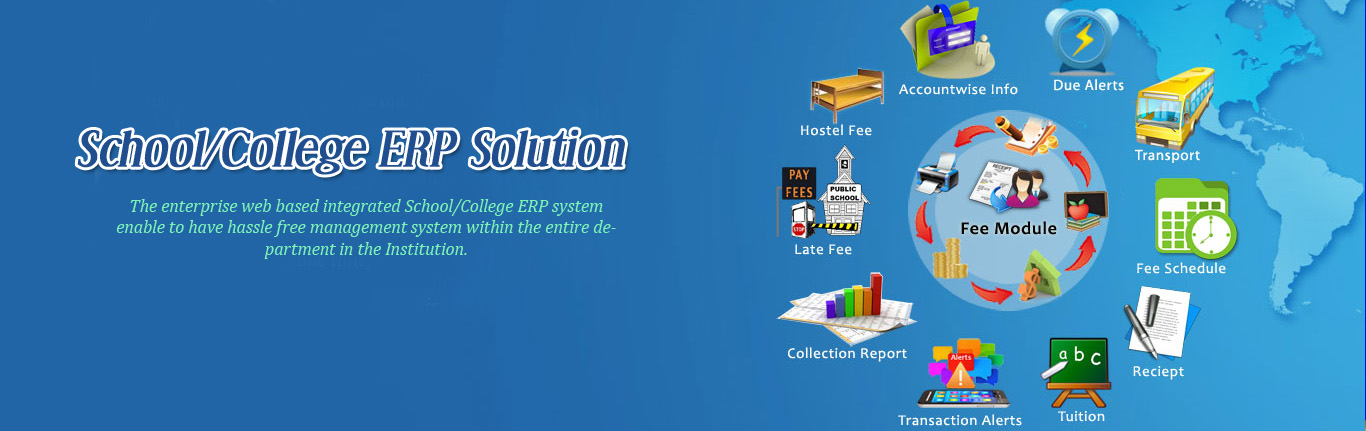 School/College ERP Solution
The enterprise web based integrated School/College ERP system
enable to have hassle free management system within the entire de-
partment in the Institution.
Accountwise Info
Due Alerts
Hostel Fee
Transport
PAY
FEES
PUBLIC
SCHOOL
STOP
Late Fee
RECEIPT
Fee Module
Fee Schedule
Collection Report
Alerts
Transaction Alerts
a b c
Tuition
Reciept